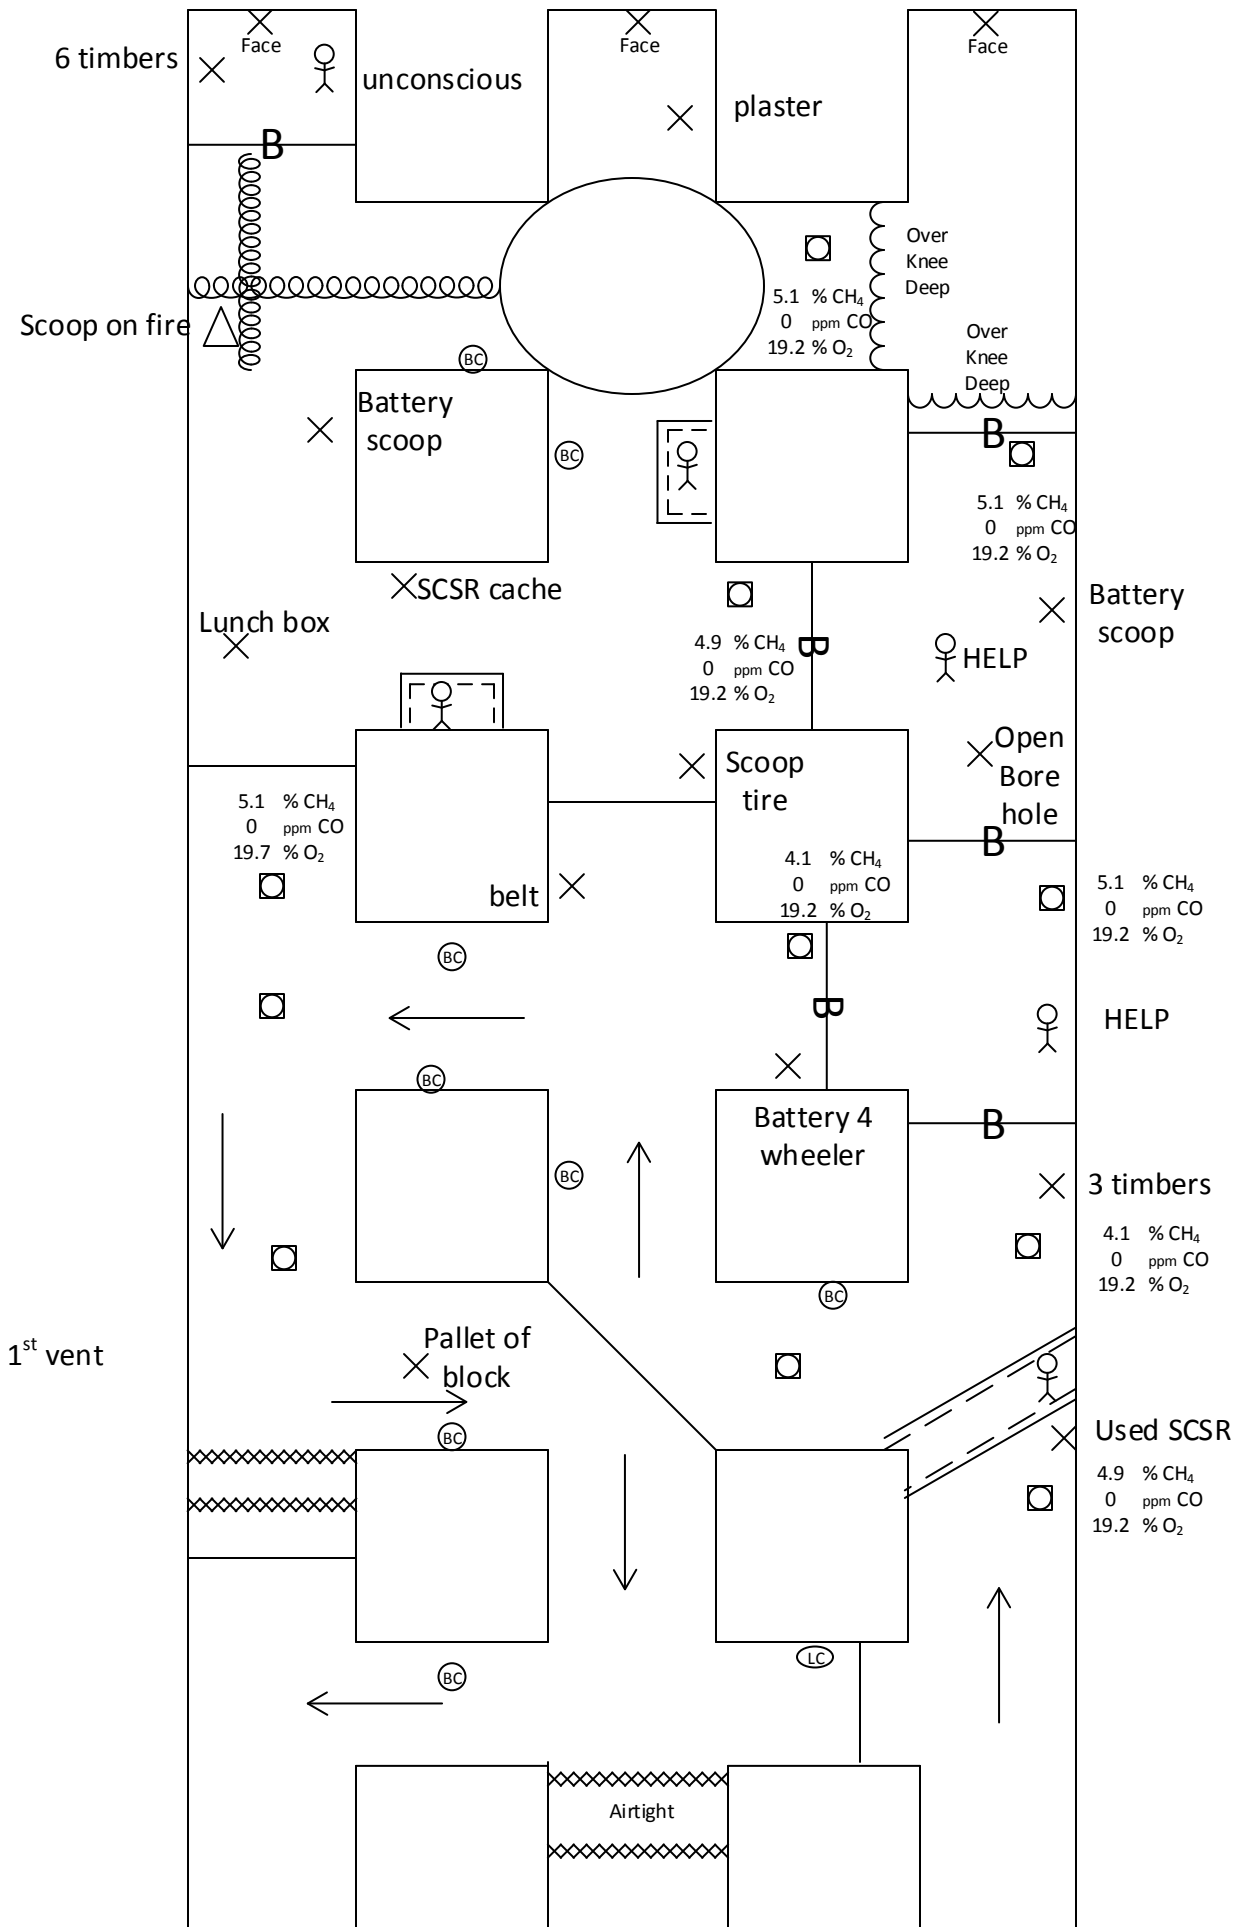 Face
Face
Face
6 timbers
unconscious
plaster
B
Over
Knee
Deep
5.1 % CH₄
0 ppm CO
19.2 % O₂
Scoop on fire
Over
Knee
Deep
BC
Battery
scoop
B
BC
5.1 % CH₄
0 ppm CO
19.2 % O₂
SCSR cache
Battery
scoop
Lunch box
4.9 % CH₄
0 ppm CO
19.2 % O₂
B
HELP
Open
Bore
hole
Scoop
tire
5.1 % CH₄
0 ppm CO
19.7 % O₂
B
4.1 % CH₄
0 ppm CO
19.2 % O₂
belt
5.1 % CH₄
0 ppm CO
19.2 % O₂
BC
B
HELP
BC
Battery 4
wheeler
B
BC
3 timbers
4.1 % CH₄
0 ppm CO
19.2 % O₂
BC
1st vent
Pallet of
block
BC
Used SCSR
4.9 % CH₄
0 ppm CO
19.2 % O₂
LC
BC
Airtight